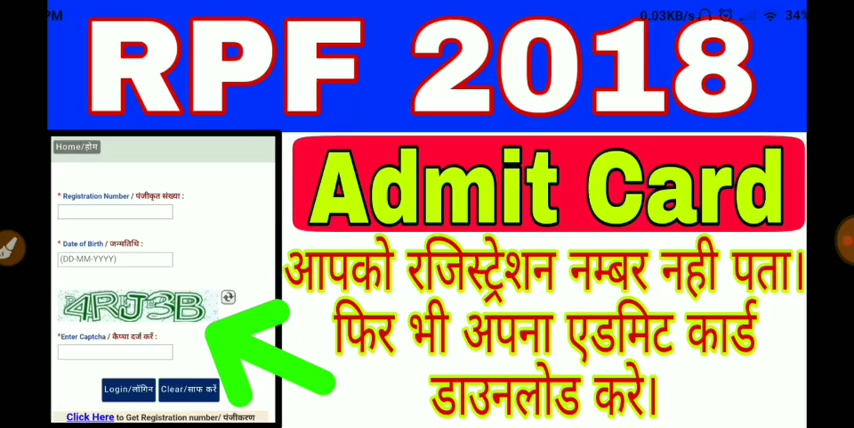 PM
0.03KB/s
34%
RPF 2018
Home/होम
* Registration Number / पंजीकृत संख्या :
* Date of Birth / जन्मतिथि :
(DD-MM-YYYY)
4RJ3B
*Enter Captcha / कैप्चा दर्ज करें :
Login/लॉगिन
Clear/साफ करें
Click Here to Get Registration number/ पंजीकरण
Admit Card
आपको रजिस्ट्रेशन नम्बर नही पता।
फिर भी अपना एडमिट कार्ड
डाउनलोड करे।